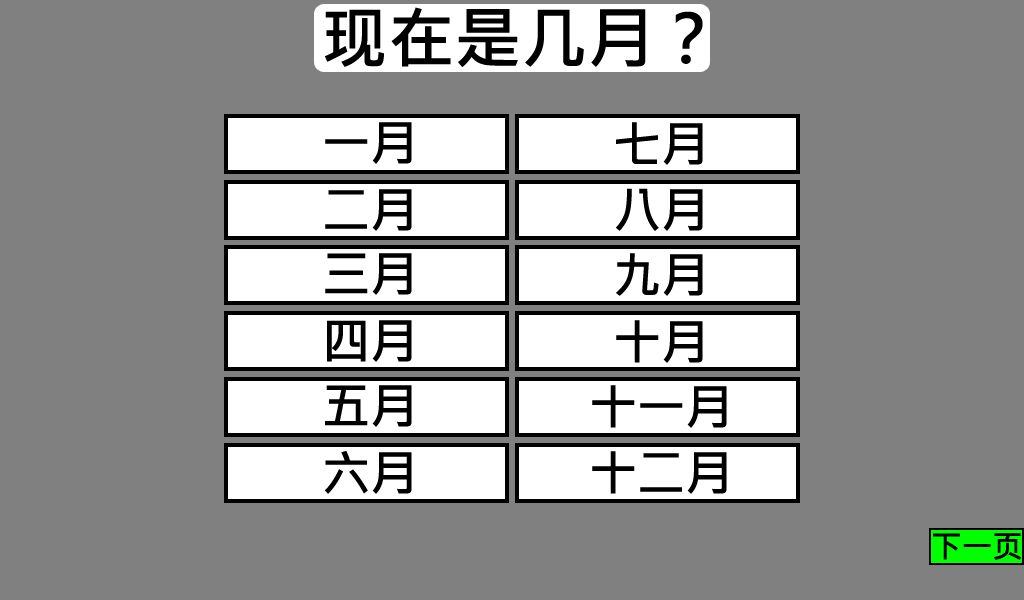 现在是几月？
一月
七月
二月
八月
三月
九月
四月
十月
五月
十一月
六月
十二月
下一页